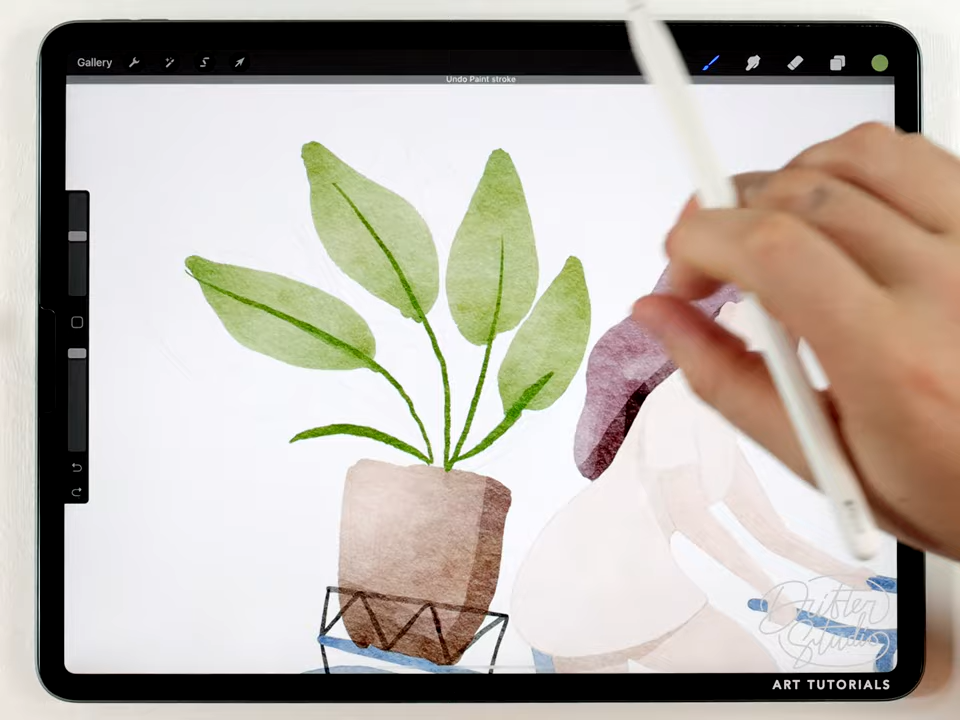 Gallery
Undo Paint stroke
Drifter
Studio
ART TUTORIALS